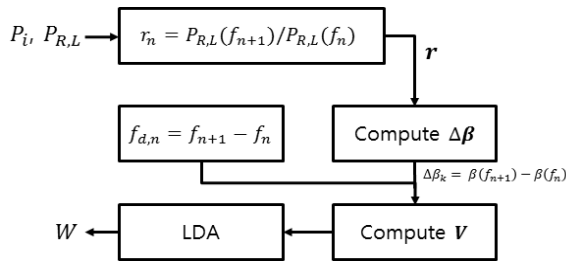 P_i, P_{R,L}
r_n = P_{R,L}(f_{n+1})/P_{R,L}(f_n)
r
f_{d,n} = f_{n+1} − f_n
Compute Δβ
Δβ_k = β(f_{n+1}) − β(f_n)
W
LDA
Compute V